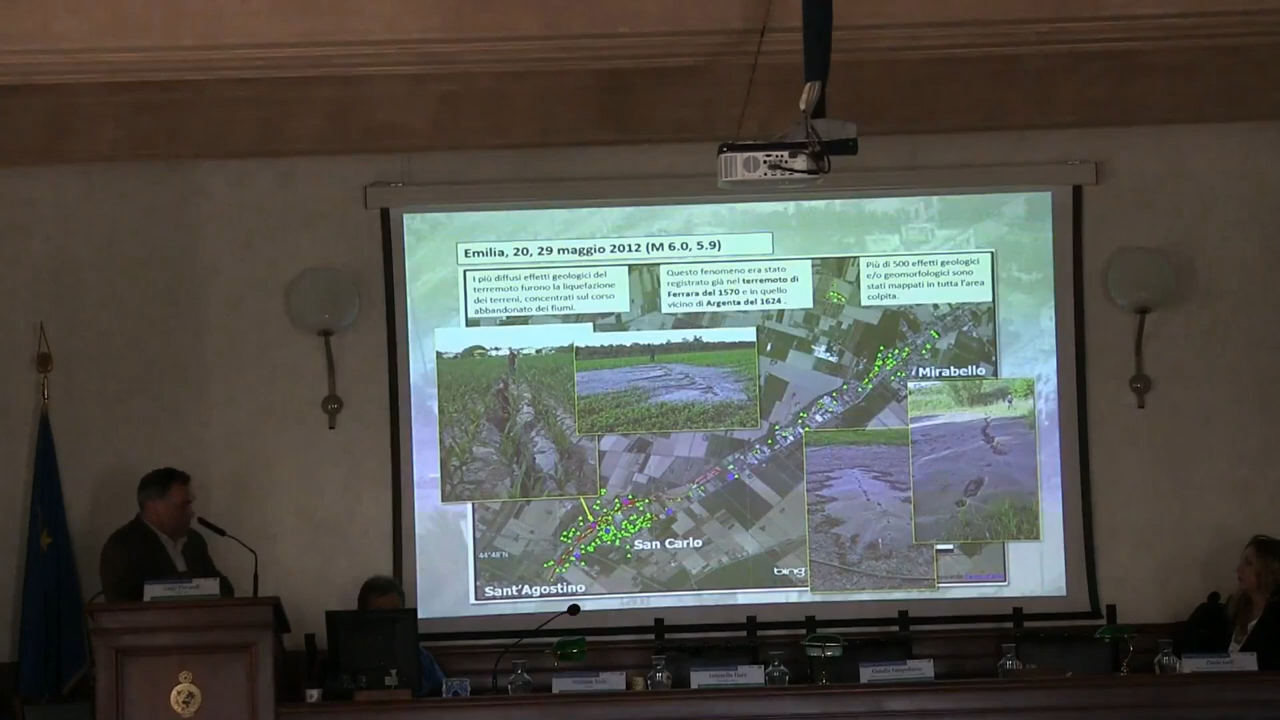 Emilia, 20, 29 maggio 2012 (M 6.0, 5.9)
I più diffusi effetti geologici del
terremoto furono la liquefazione
dei terreni, concentrati sul corso
abbandonato dei fiumi.
Questo fenomeno era stato
registrato già nel terremoto di
Ferrara del 1570 e in quello
vicino di Argenta del 1624 .
Più di 500 effetti geologici
e/o geomorfologici sono
stati mappati in tutta l'area
colpita.
Mirabello
San Carlo
44°48'N
bing
Sant'Agostino